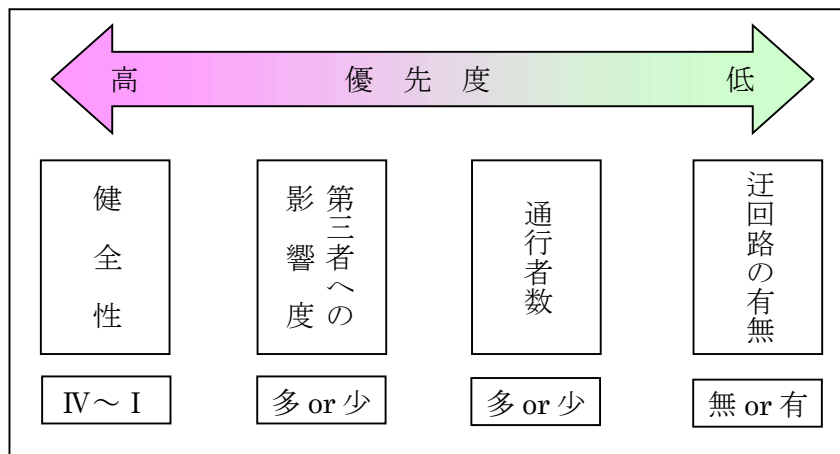 高 優先度 低
健全性
第三者への
影響度
通行者数
迂回路の有無
Ⅳ～Ⅰ
多 or 少
多 or 少
無 or 有